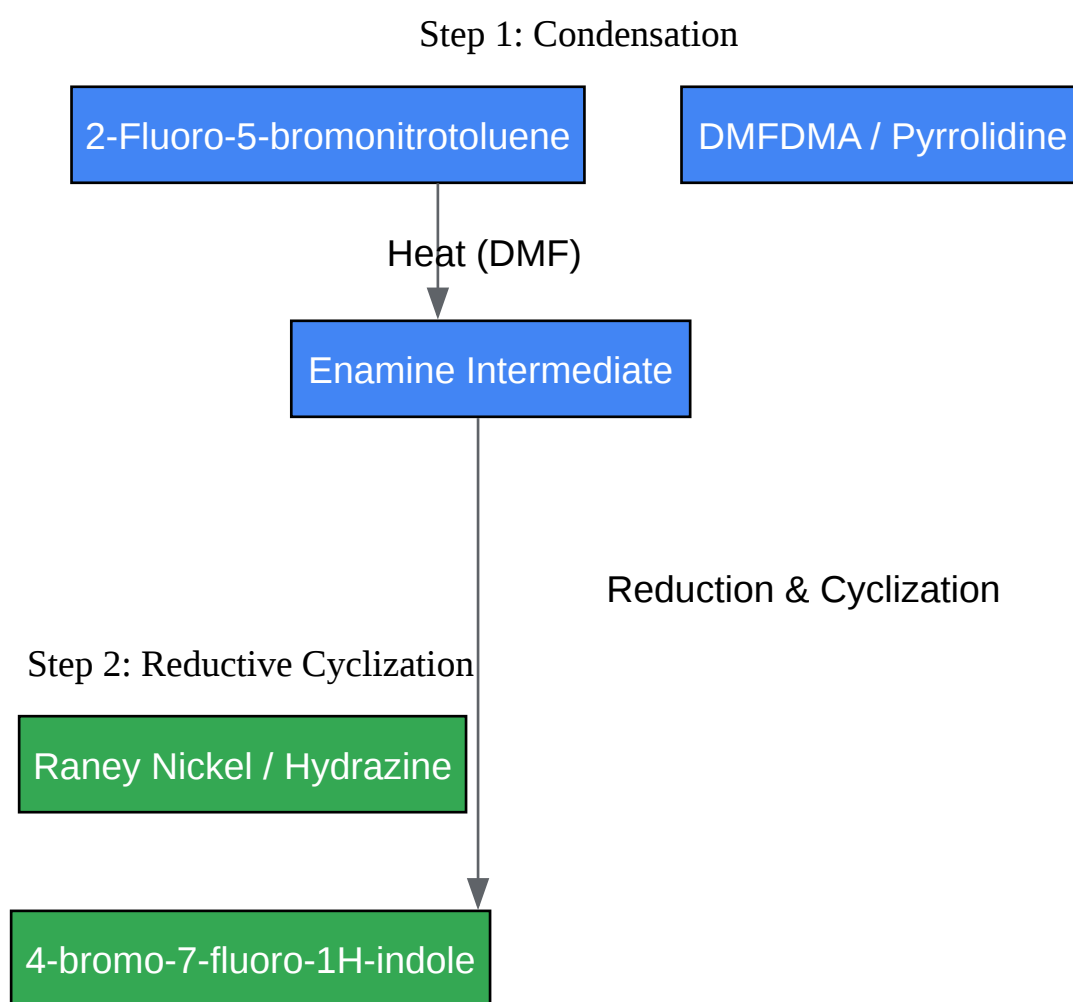 Step 1: Condensation
2-Fluoro-5-bromonitrotoluene
DMFDMA / Pyrrolidine
Heat (DMF)
Enamine Intermediate
Reduction & Cyclization
Step 2: Reductive Cyclization
Raney Nickel / Hydrazine
4-bromo-7-fluoro-1H-indole